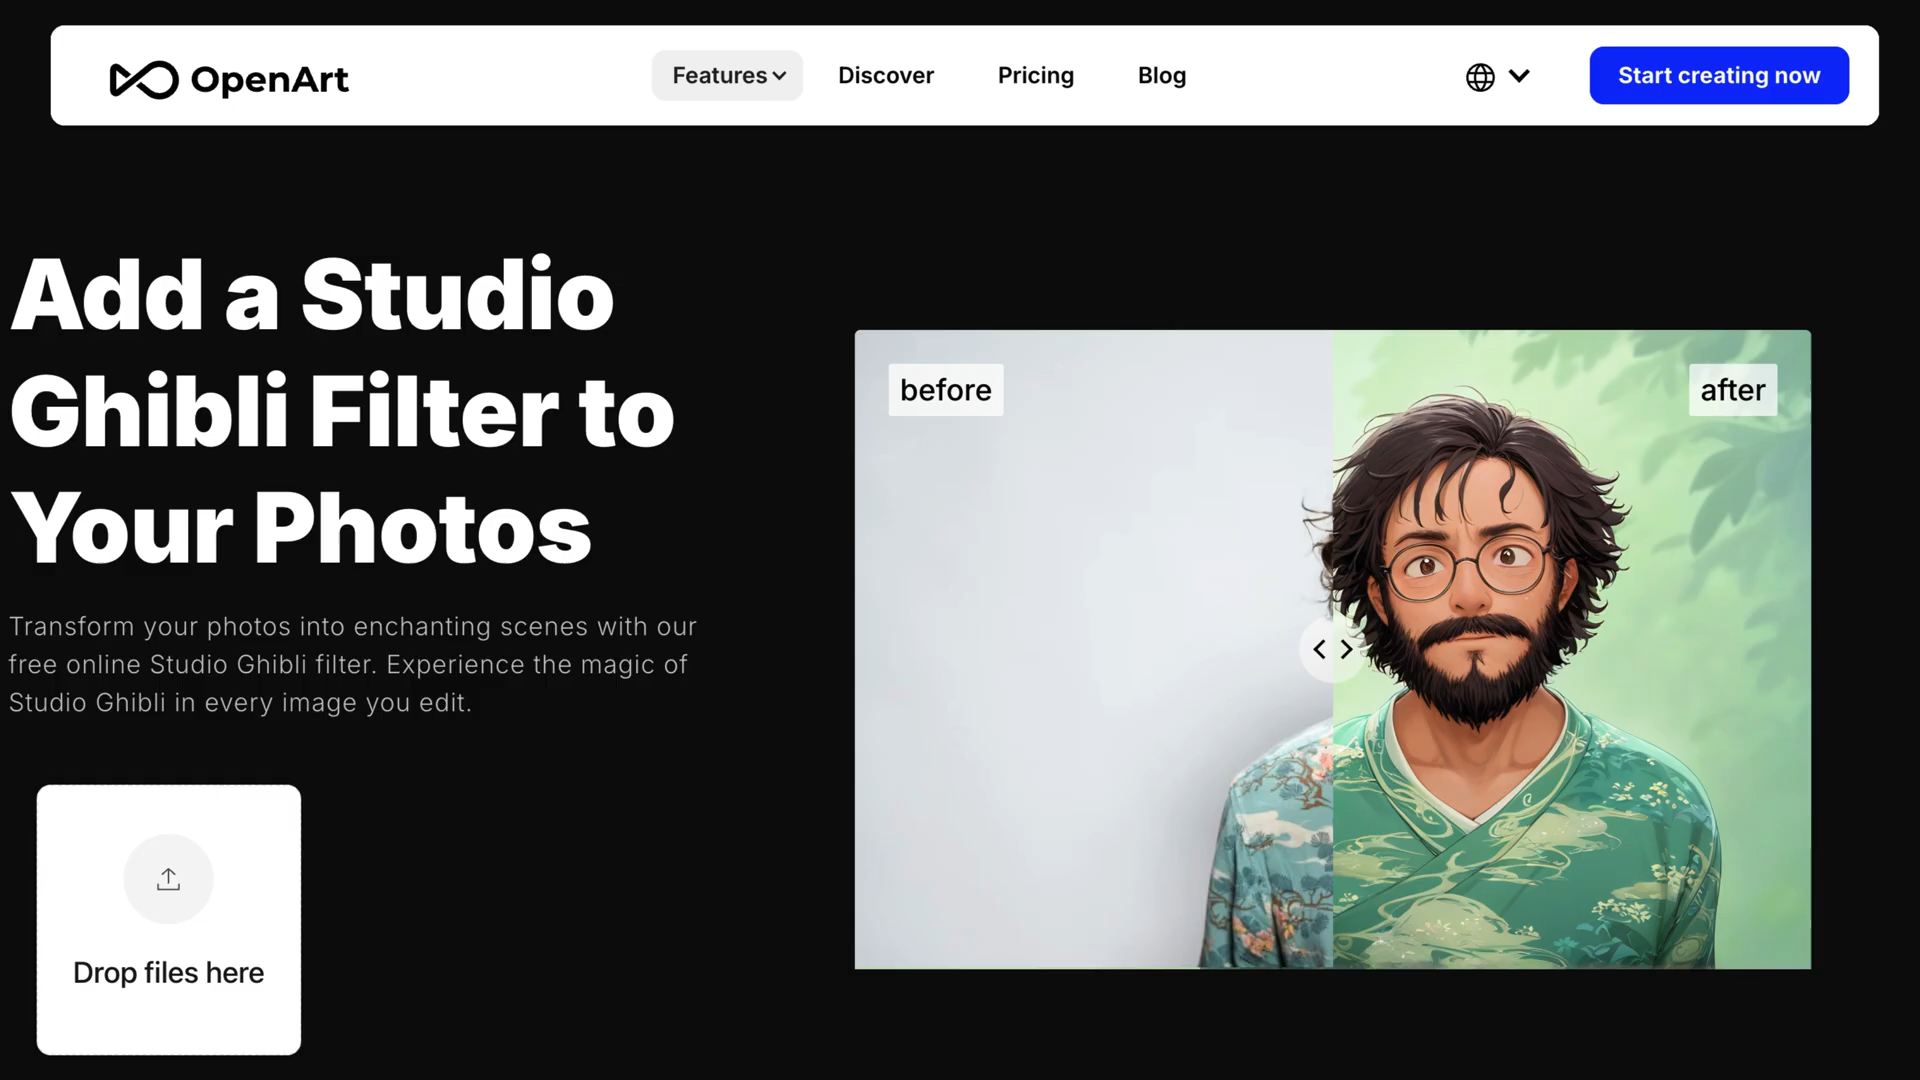 OpenArt
Features
Discover
Pricing
Blog
Start creating now
Add a Studio
Ghibli Filter to
Your Photos
Transform your photos into enchanting scenes with our
free online Studio Ghibli filter. Experience the magic of
Studio Ghibli in every image you edit.
Drop files here
before
after